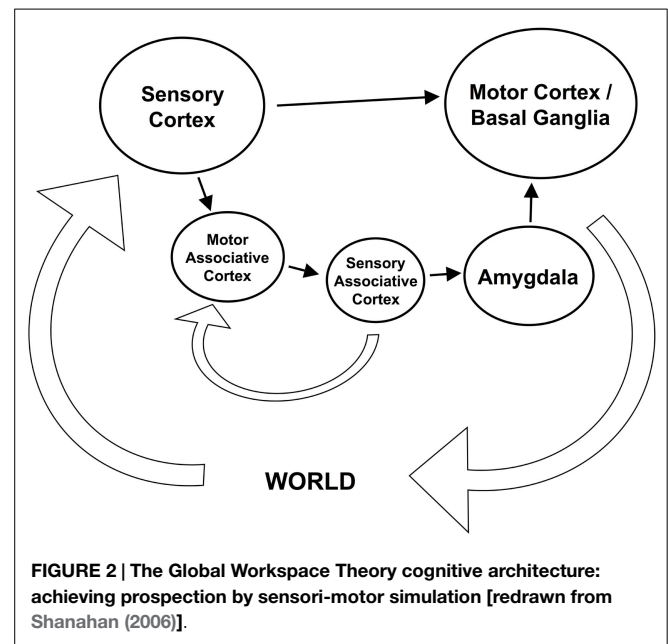 Sensory
Cortex
Motor Cortex /
Basal Ganglia
Motor
Associative
Cortex
Sensory
Associative
Cortex
Amygdala
WORLD
FIGURE 2 | The Global Workspace Theory cognitive architecture:
achieving prospection by sensori-motor simulation [redrawn from
Shanahan (2006)].